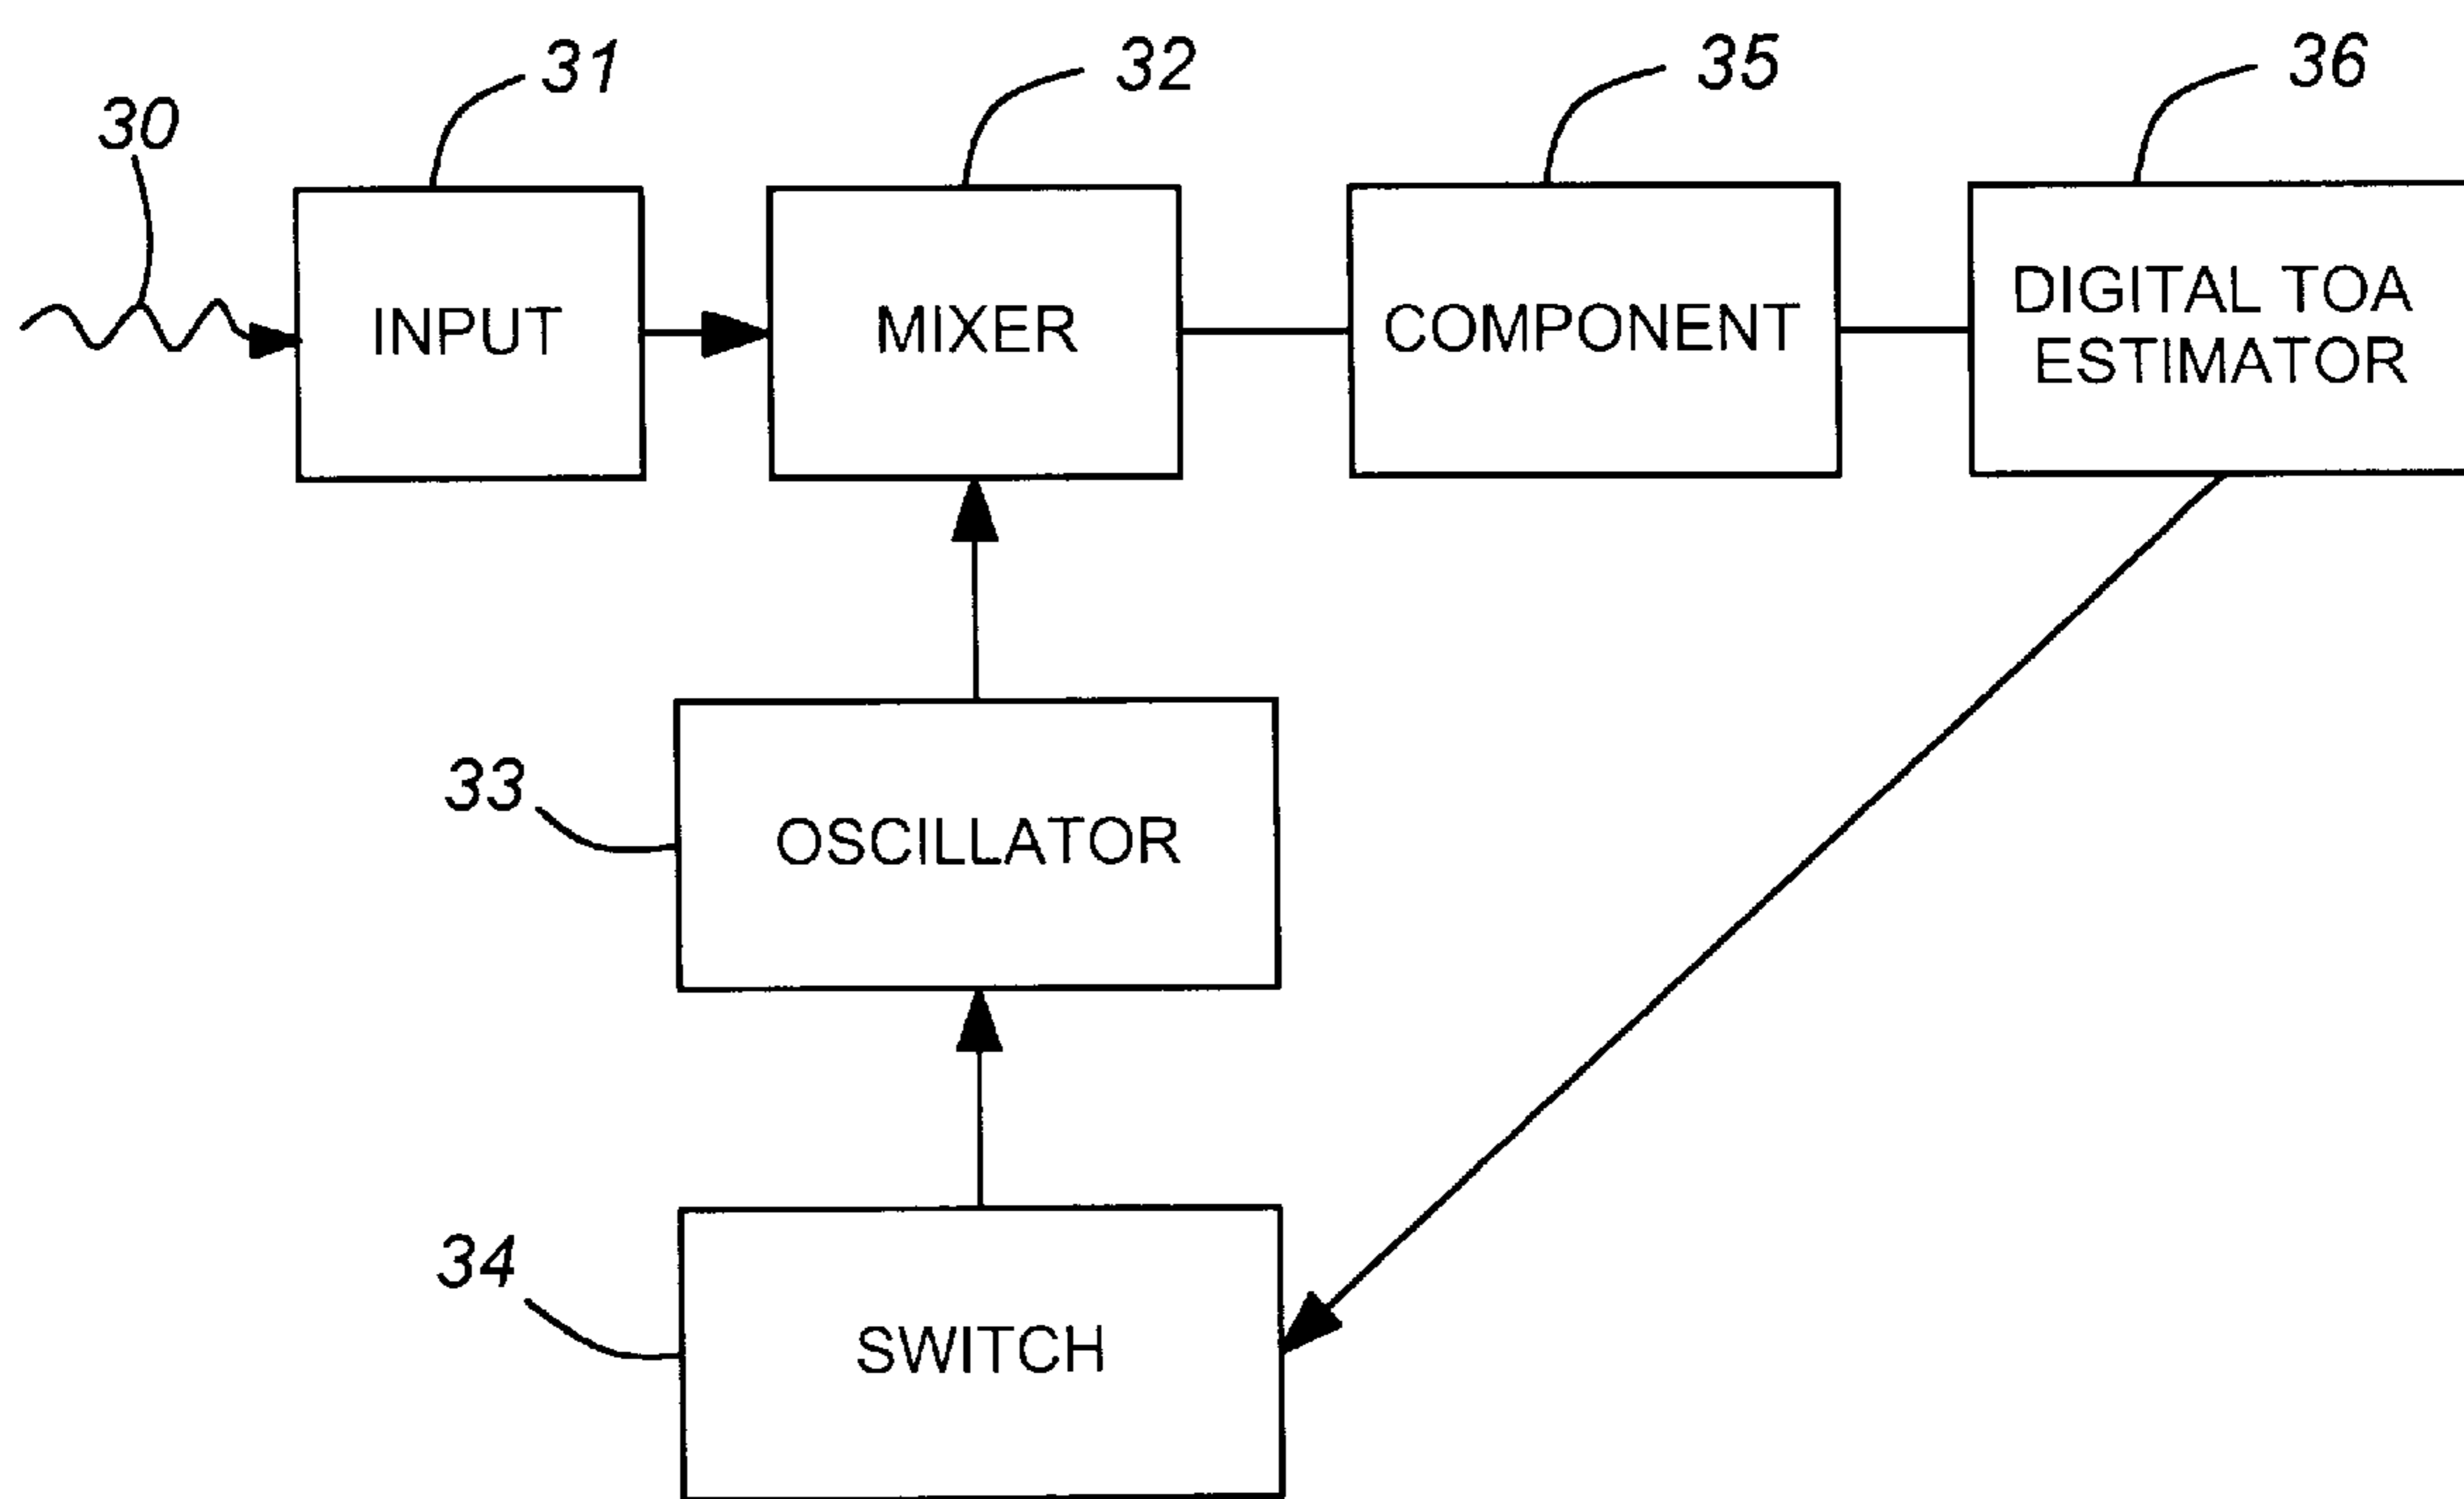 30
31
32
35
36
INPUT
MIXER
COMPONENT
DIGITAL TOA
ESTIMATOR
33
OSCILLATOR
34
SWITCH